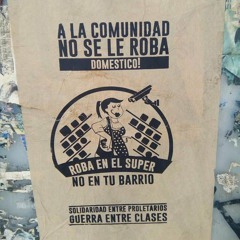 A LA COMUNIDAD
NO SE LE ROBA
DOMESTICO!
ROBA EN EL SUPER
NO EN TU BARRIO
SOLIDARIDAD ENTRE PROLETARIOS
GUERRA ENTRE CLASES